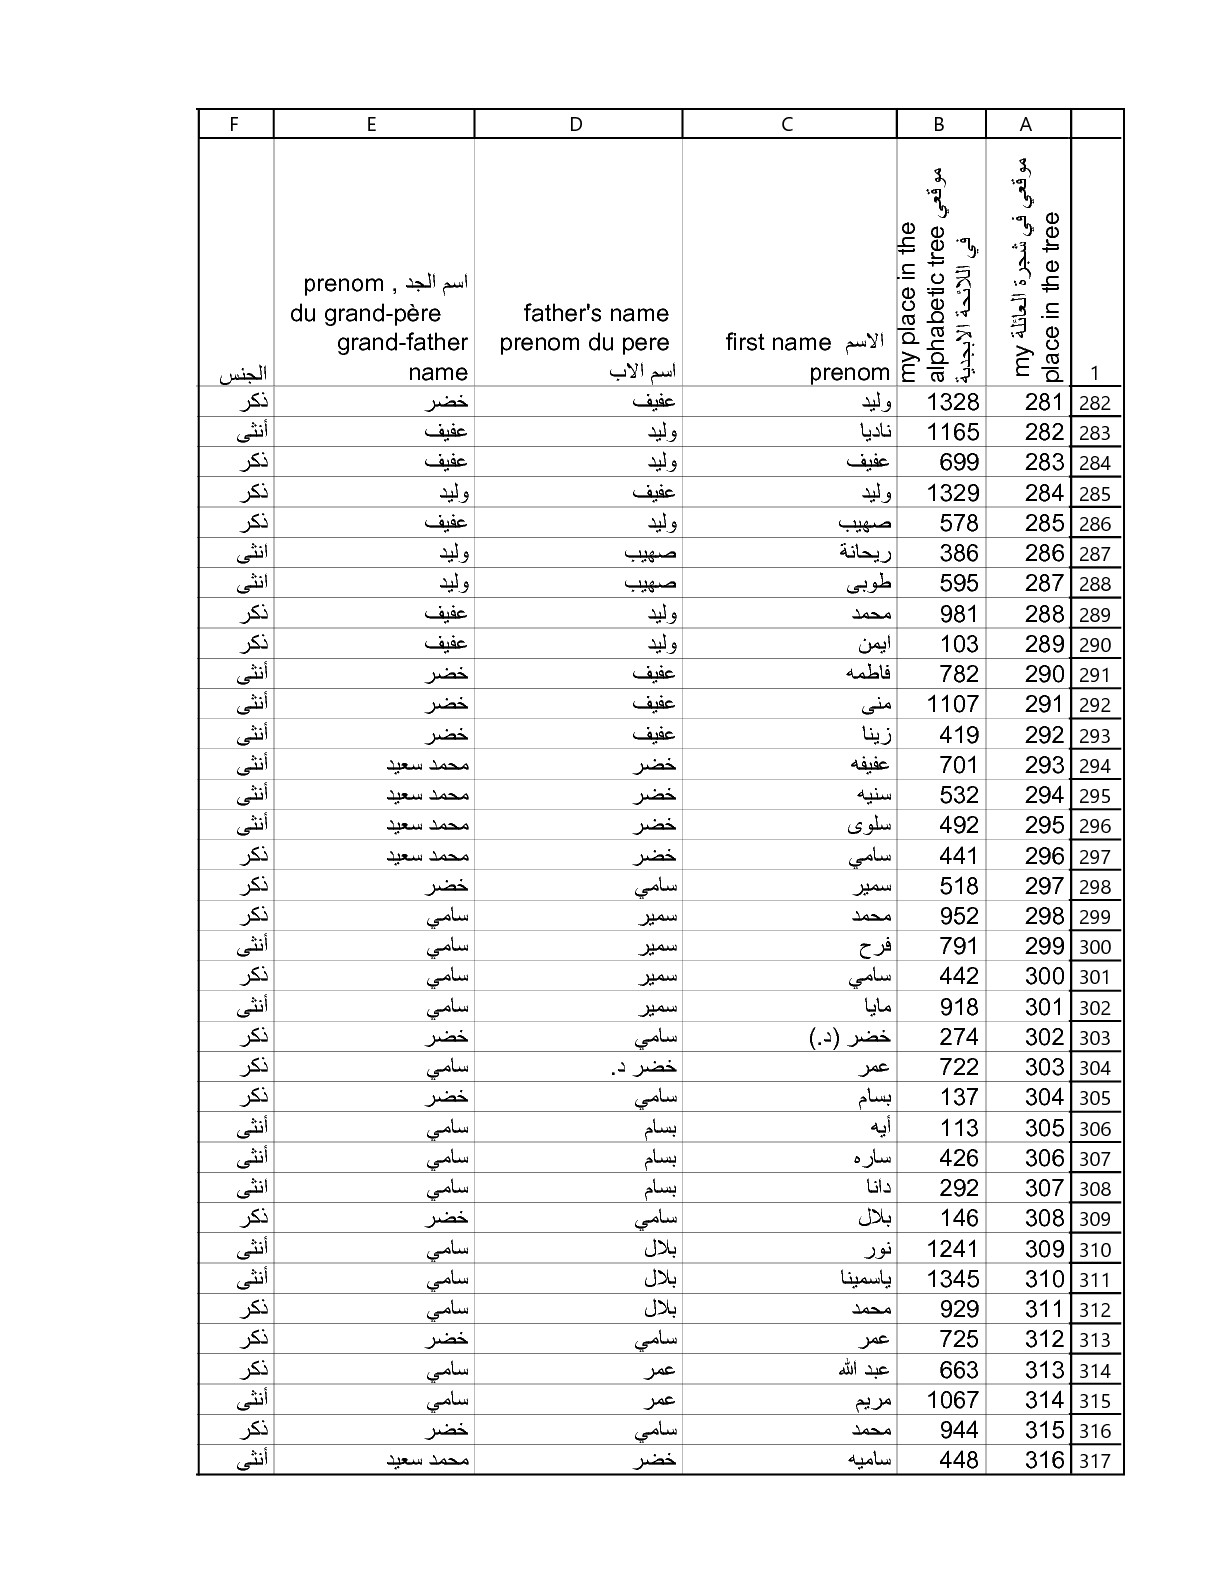 F E D C B A
اسم الجد , prenom
du grand-père
grand-father
name
father's name
prenom du pere
اسم الاب
first name الاسم
prenom
my place in the
alphabetic tree موقعي
في اللائحة الابجدية
موقعي في شجرة العائلة my
place in the tree
الجنس
1
282 281 1328 وليد عفيف خضر ذكر
283 282 1165 ناديا وليد عفيف أنثى
284 283 699 عفيف وليد عفيف ذكر
285 284 1329 وليد عفيف وليد ذكر
286 285 578 صهيب وليد عفيف ذكر
287 286 386 ريحانة صهيب وليد انثى
288 287 595 طوبى صهيب وليد انثى
289 288 981 محمد وليد عفيف ذكر
290 289 103 ايمن وليد عفيف ذكر
291 290 782 فاطمه عفيف خضر أنثى
292 291 1107 منى عفيف خضر أنثى
293 292 419 زينا عفيف خضر أنثى
294 293 701 عفيفه خضر محمد سعيد أنثى
295 294 532 سنيه خضر محمد سعيد أنثى
296 295 492 سلوى خضر محمد سعيد أنثى
297 296 441 سامي خضر محمد سعيد ذكر
298 297 518 سمير سامي خضر ذكر
299 298 952 محمد سمير سامي ذكر
300 299 791 فرح سمير سامي أنثى
301 300 442 سامي سمير سامي ذكر
302 301 918 مايا سمير سامي أنثى
303 302 274 خضر (د.) سامي خضر ذكر
304 303 722 عمر خضر د. سامي ذكر
305 304 137 بسام سامي خضر ذكر
306 305 113 أيه بسام سامي أنثى
307 306 426 ساره بسام سامي أنثى
308 307 292 دانا بسام سامي انثى
309 308 146 بلال سامي خضر ذكر
310 309 1241 نور بلال سامي أنثى
311 310 1345 ياسمينا بلال سامي أنثى
312 311 929 محمد بلال سامي ذكر
313 312 725 عمر سامي خضر ذكر
314 313 663 عبد الله عمر سامي ذكر
315 314 1067 مريم عمر سامي أنثى
316 315 944 محمد سامي خضر ذكر
317 316 448 ساميه خضر محمد سعيد أنثى